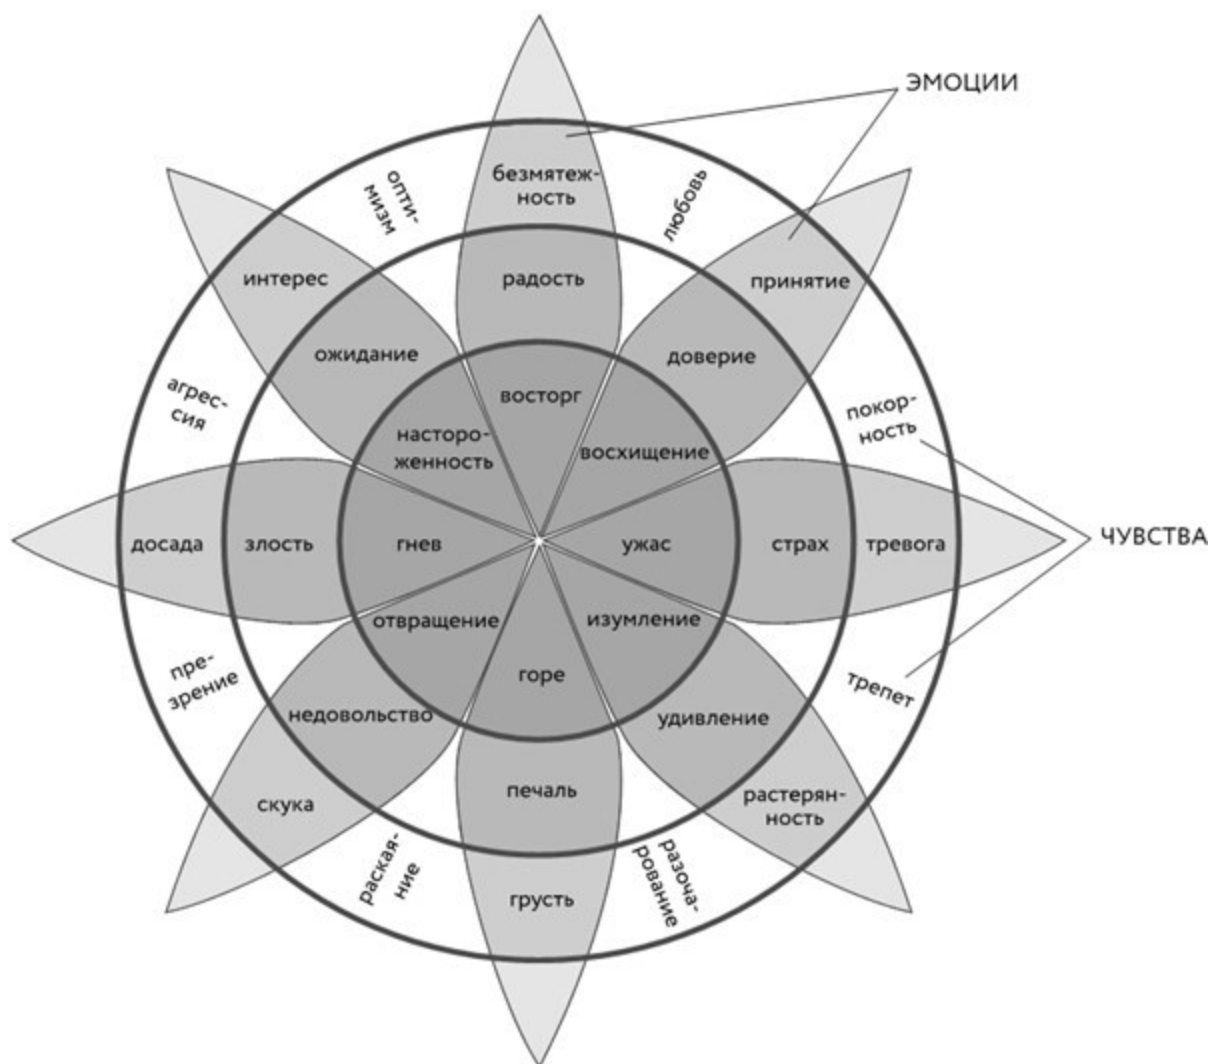 ЭМОЦИИ
безмятеж-
ность
опти-
мизм
любовь
интерес
радость
принятие
ожидание
доверие
агрес-
сия
восторг
покор-
ность
насторо-
женность
восхищение
досада
злость
гнев
ужас
страх
тревога
ЧУВСТВА
отвращение
изумление
пре-
зрение
горе
трепет
недовольство
удивление
скука
печаль
растерян-
ность
раская-
ние
грусть
разоча-
рование